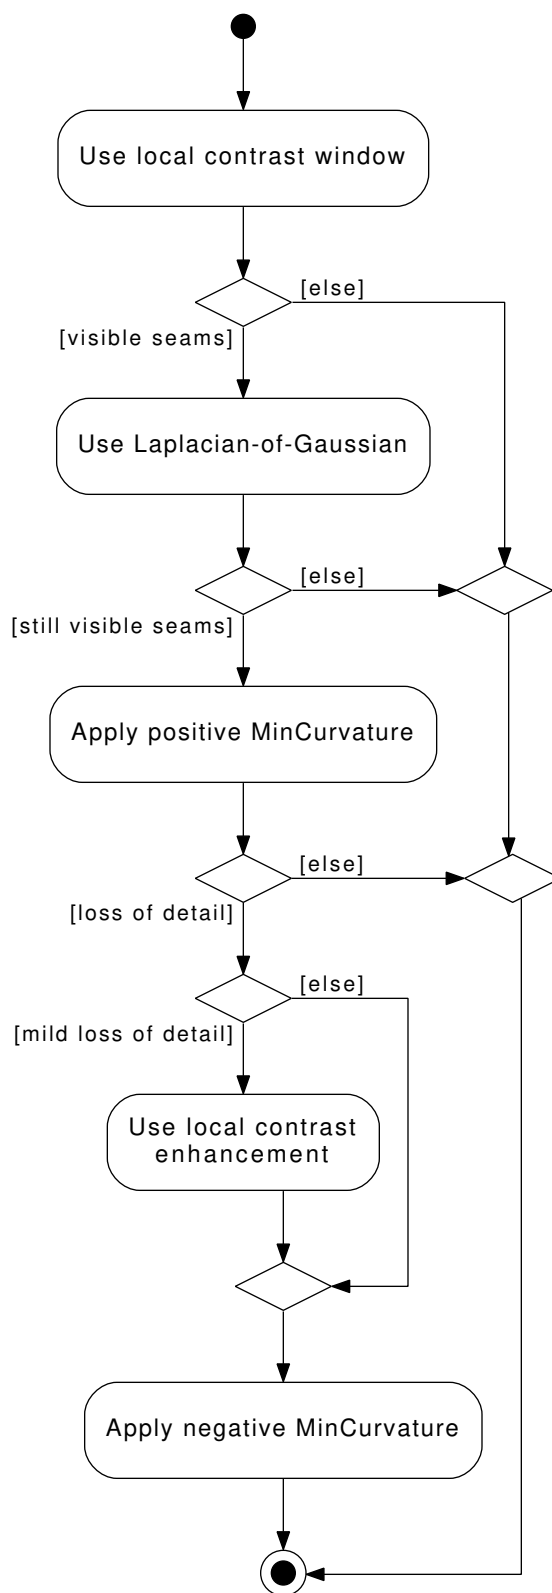 Use local contrast window
[else]
[visible seams]
Use Laplacian-of-Gaussian
[else]
[still visible seams]
Apply positive MinCurvature
[else]
[loss of detail]
[else]
[mild loss of detail]
Use local contrast
enhancement
Apply negative MinCurvature